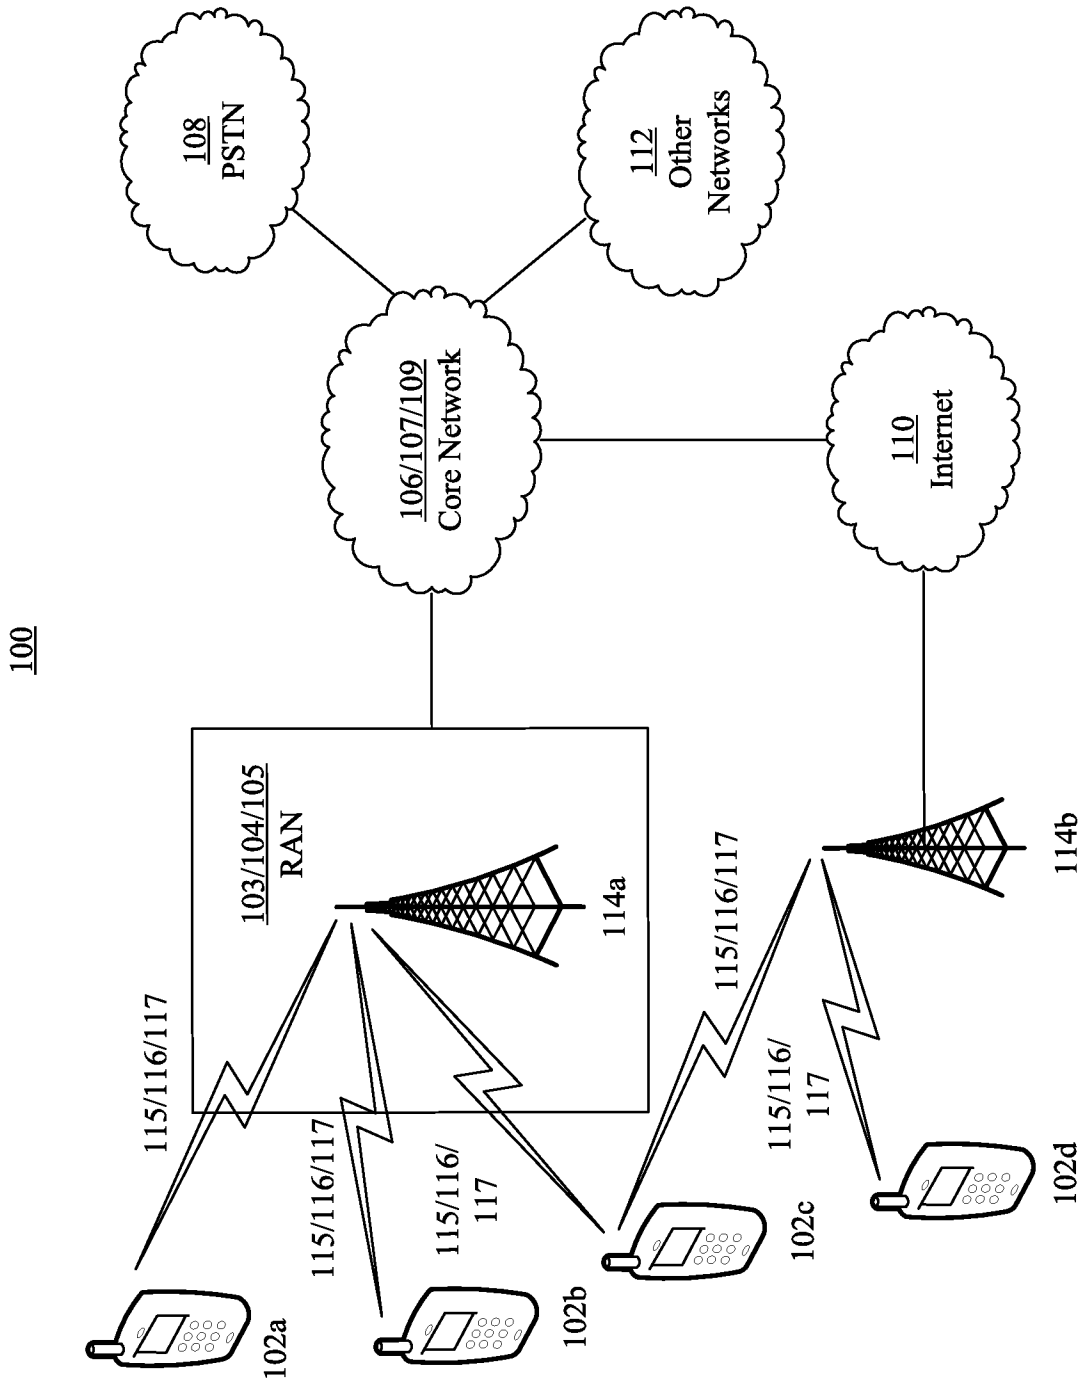 100
108
PSTN
106/107/109
Core Network
112
Other
Networks
110
Internet
103/104/105
RAN
114a
114b
115/116/117
115/116/117
115/116/
117
115/116/117
115/116/
117
102a
102b
102c
102d